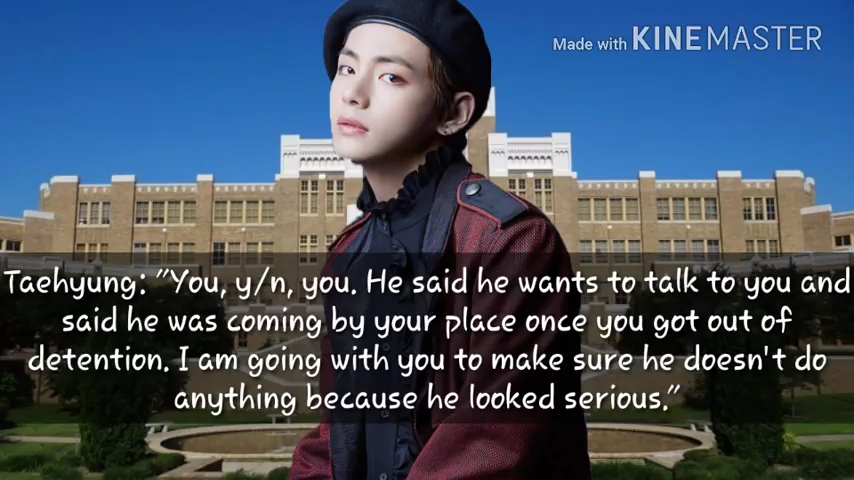 Made with KINEMASTER
Taehyung: "You, y/n, you. He said he wants to talk to you and
said he was coming by your place once you got out of
detention. I am going with you to make sure he doesn't do
anything because he looked serious."